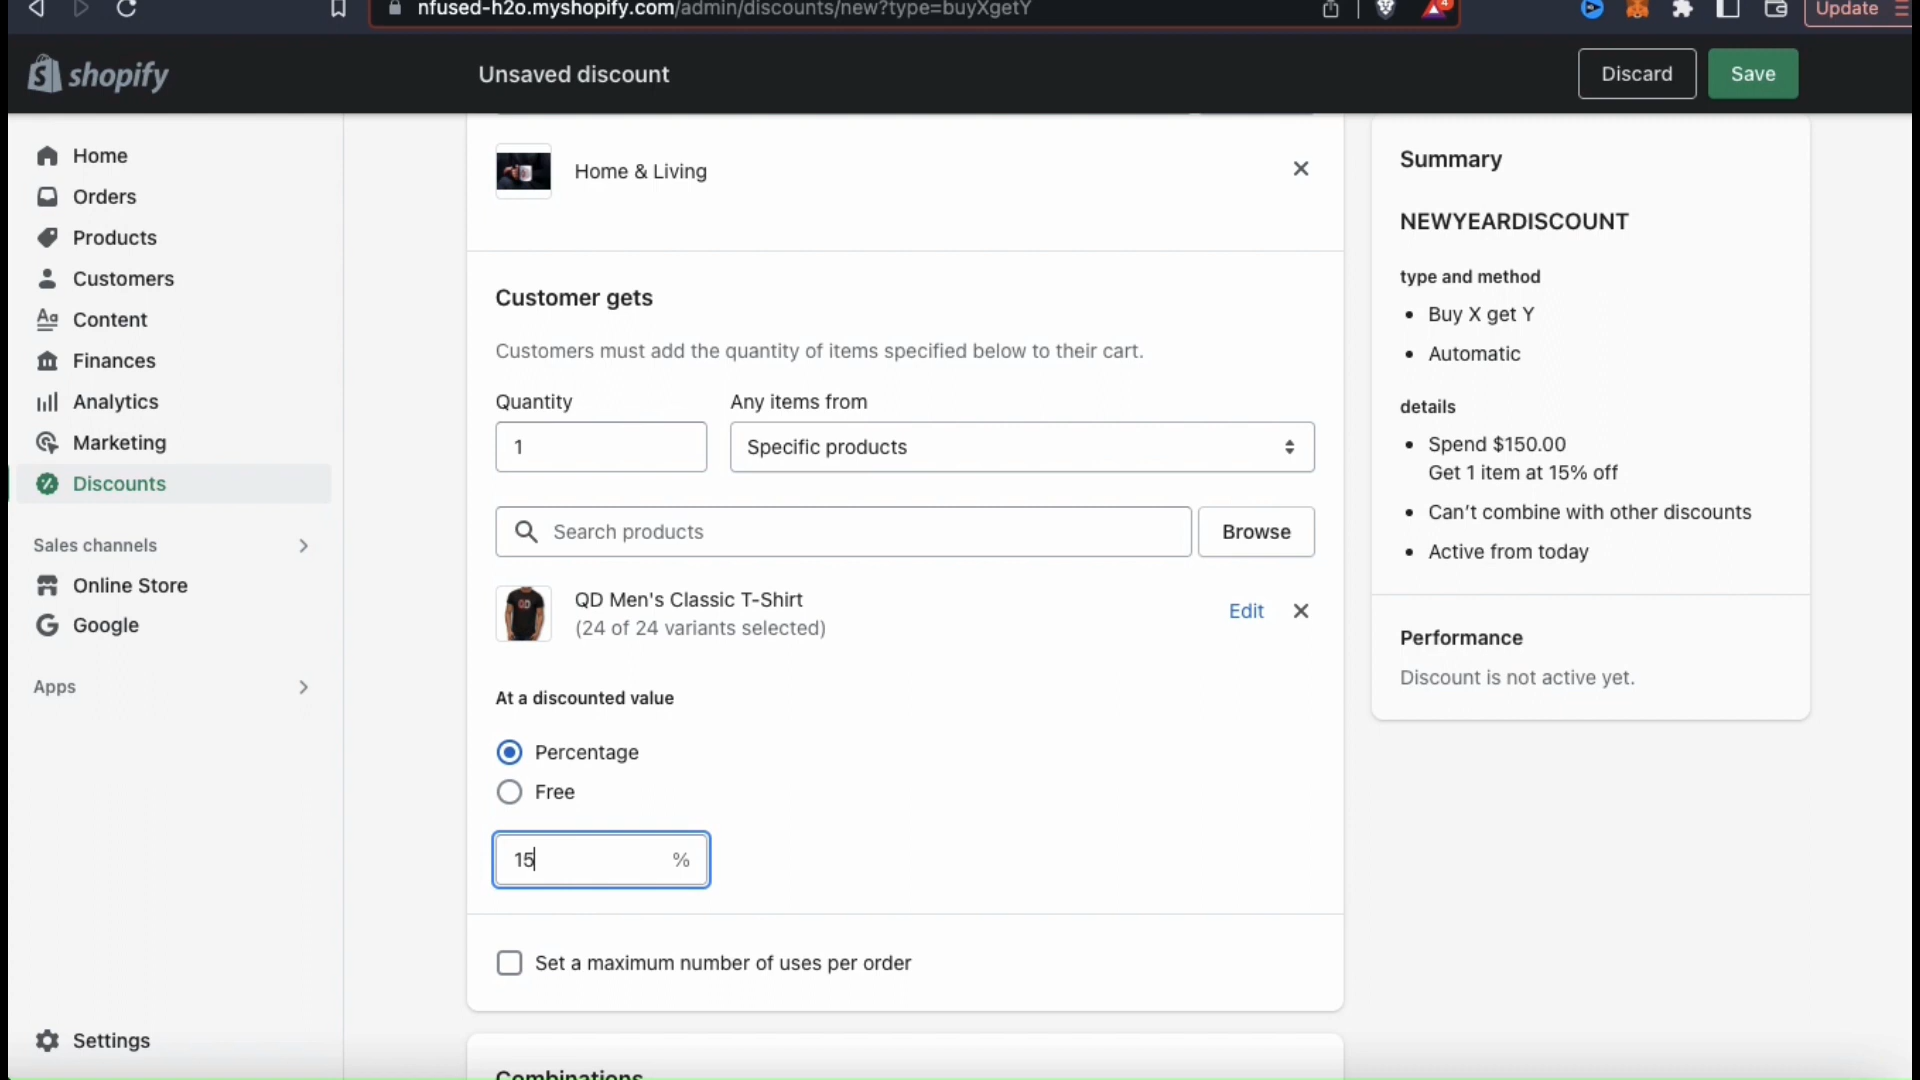 nfused-h2o.myshopify.com/admin/discounts/new?type=buyXgetY
4
Update
shopify
Unsaved discount
Discard
Save
Home
Orders
Products
Customers
Content
Finances
Analytics
Marketing
Discounts
Sales channels
Online Store
Google
Apps
Settings
Home & Living
Customer gets
Customers must add the quantity of items specified below to their cart.
Quantity
Any items from
1
Specific products
Search products
Browse
QD Men's Classic T-Shirt
(24 of 24 variants selected)
Edit
At a discounted value
Percentage
Free
15 %
Set a maximum number of uses per order
Combinations
Summary
NEWYEARDISCOUNT
type and method
• Buy X get Y
• Automatic
details
• Spend $150.00
Get 1 item at 15% off
• Can’t combine with other discounts
• Active from today
Performance
Discount is not active yet.